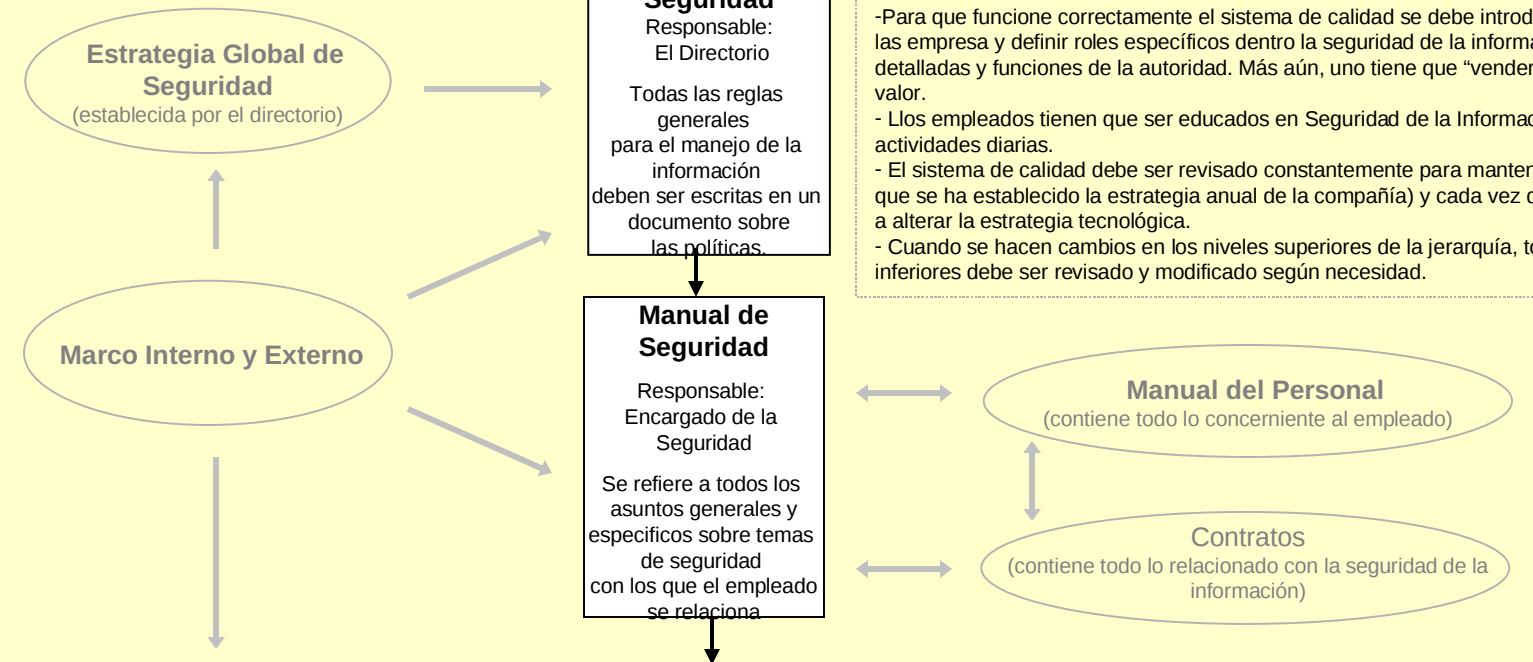 Estrategia Global de
Seguridad
(establecida por el directorio)
Marco Interno y Externo
Seguridad
Responsable:
El Directorio
Todas las reglas
generales
para el manejo de la
información
deben ser escritas en un
documento sobre
las políticas.
Manual de
Seguridad
Responsable:
Encargado de la
Seguridad
Se refiere a todos los
asuntos generales y
especificos sobre temas
de seguridad
con los que el empleado
se relaciona
-Para que funcione correctamente el sistema de calidad se debe
las empresa y definir roles específicos dentro la seguridad de la
detalladas y funciones de la autoridad. Más aún, uno tiene que “vender
valor.
- Llos empleados tienen que ser educados en Seguridad de la
actividades diarias.
- El sistema de calidad debe ser revisado constantemente para
que se ha establecido la estrategia anual de la compañía) y cada vez
a alterar la estrategia tecnológica.
- Cuando se hacen cambios en los niveles superiores de la jerarquía,
inferiores debe ser revisado y modificado según necesidad.
Manual del Personal
(contiene todo lo concerniente al empleado)
Contratos
(contiene todo lo relacionado con la seguridad de la
información)